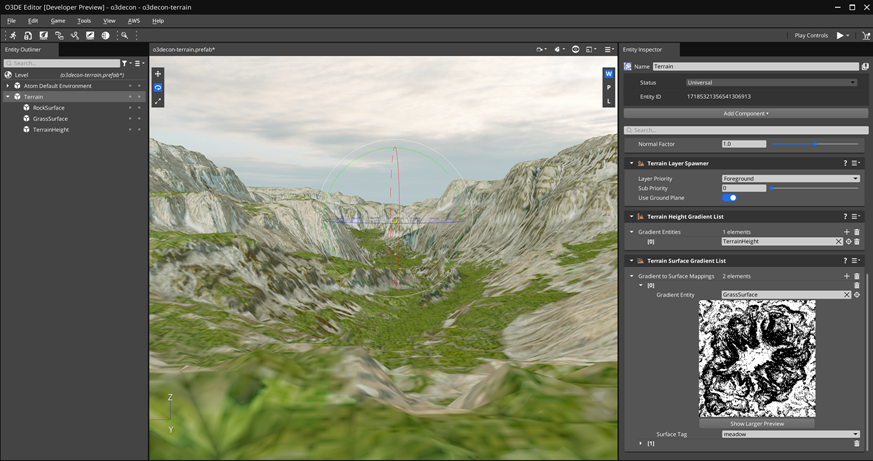 O3DE Editor [Developer Preview] - o3decon - o3decon-terrain
File Edit Game Tools View AWS Help
Play Controls
Entity Outliner
o3decon-terrain.prefab*
Entity Inspector
Search...
Level (o3decon-terrain.prefab*)
Atom Default Environment
Terrain
RockSurface
GrassSurface
TerrainHeight
W
P
L
Z
Y
Name Terrain
Status Universal
Entity ID 17185321356541306913
Add Component
Search...
Normal Factor 1.0
Terrain Layer Spawner ?
Layer Priority Foreground
Sub Priority 0
Use Ground Plane
Terrain Height Gradient List ?
Gradient Entities 1 elements
[0] TerrainHeight
Terrain Surface Gradient List ?
Gradient to Surface Mappings 2 elements
[0]
Gradient Entity GrassSurface
Show Larger Preview
Surface Tag meadow
[1]